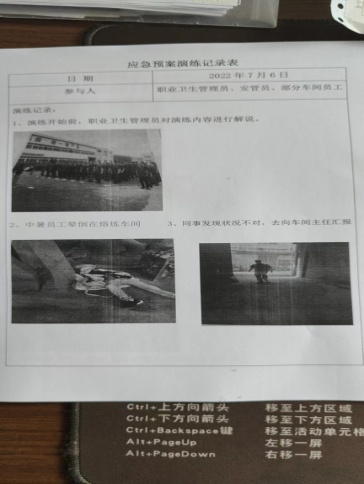 应急预案演练记录表
日期 2022年7月6日
参与人 职业卫生管理员、安管员、部分车间员工
演练记录:
1、演练开始前,职业卫生管理员对演练内容进行解说。
2、中暑员工晕倒在熔炼车间 3、同事发现状况不对,去向车间主任汇报
Ctrl+上方向箭头 移至上方区域
Ctrl+下方向箭头 移至下方区域
Ctrl+Backspace键 移至活动单元格
Alt+PageUp 左移一屏
Alt+PageDown 右移一屏